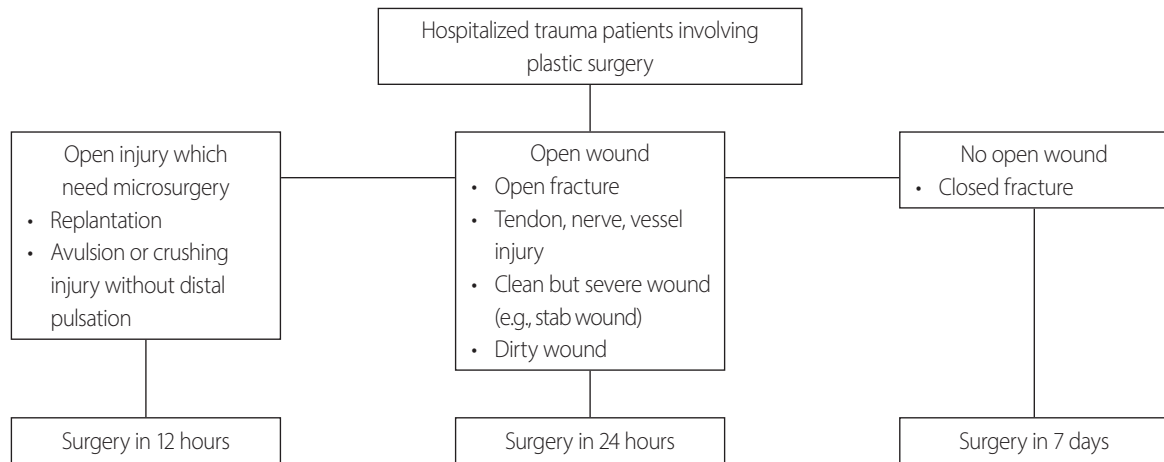 Hospitalized trauma patients involving
plastic surgery
Open injury which
need microsurgery
• Replantation
• Avulsion or crushing
injury without distal
pulsation
Open wound
• Open fracture
• Tendon, nerve, vessel
injury
• Clean but severe wound
(e.g., stab wound)
• Dirty wound
No open wound
• Closed fracture
Surgery in 12 hours
Surgery in 24 hours
Surgery in 7 days